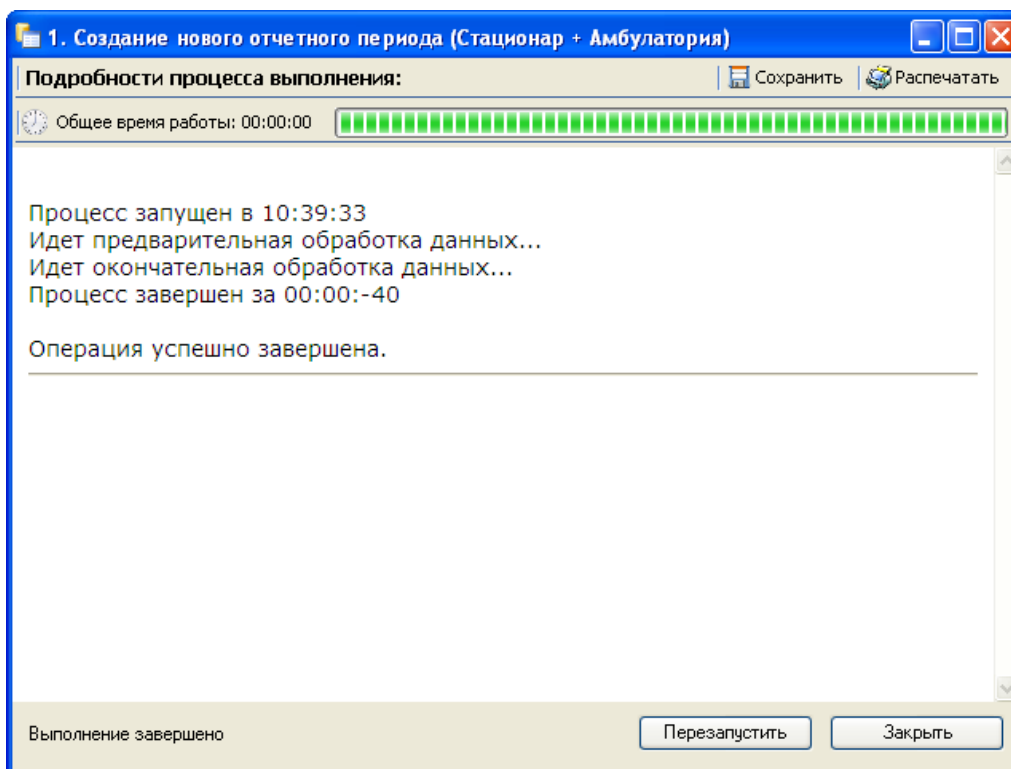 1. Создание нового отчетного периода (Стационар + Амбулатория)
Подробности процесса выполнения:
Сохранить
Распечатать
Общее время работы: 00:00:00
Процесс запущен в 10:39:33
Идет предварительная обработка данных...
Идет окончательная обработка данных...
Процесс завершен за 00:00:-40
Операция успешно завершена.
Выполнение завершено
Перезапустить
Закрыть